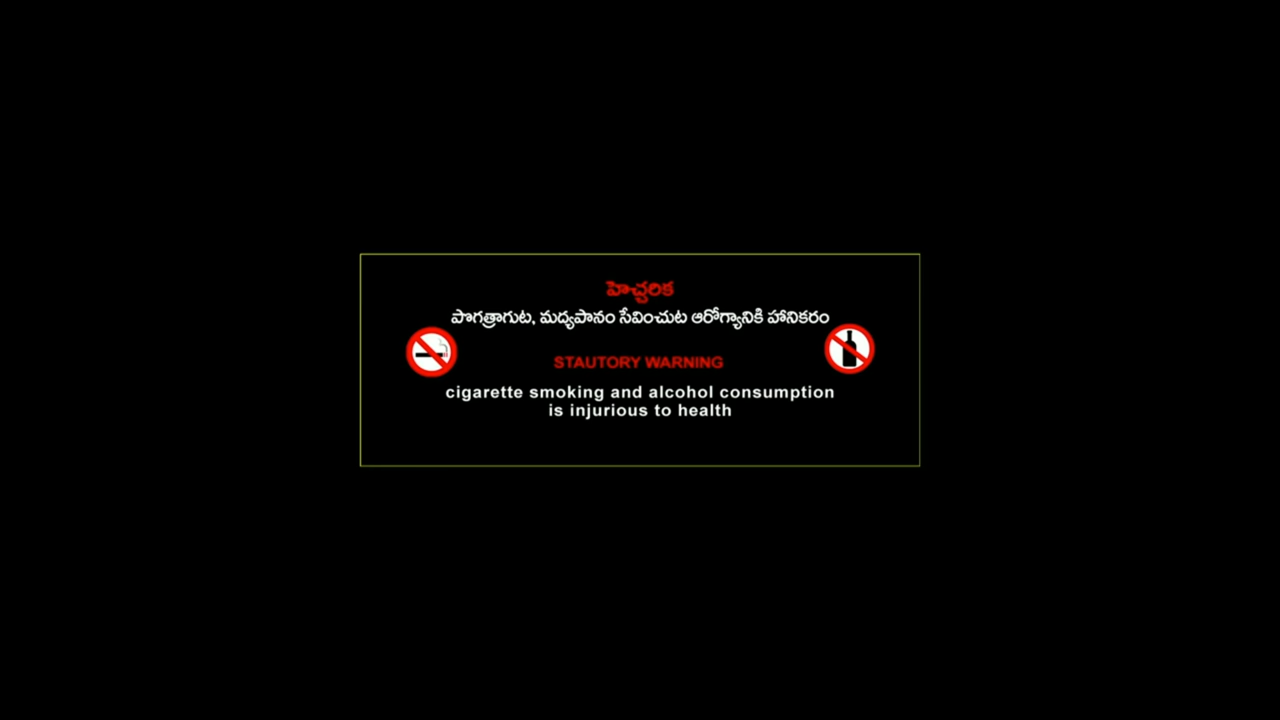 హెచ్చరిక
పొగత్రాగుట, మద్యపానం సేవించుట ఆరోగ్యానికి హానికరం
STAUTORY WARNING
cigarette smoking and alcohol consumption
is injurious to health